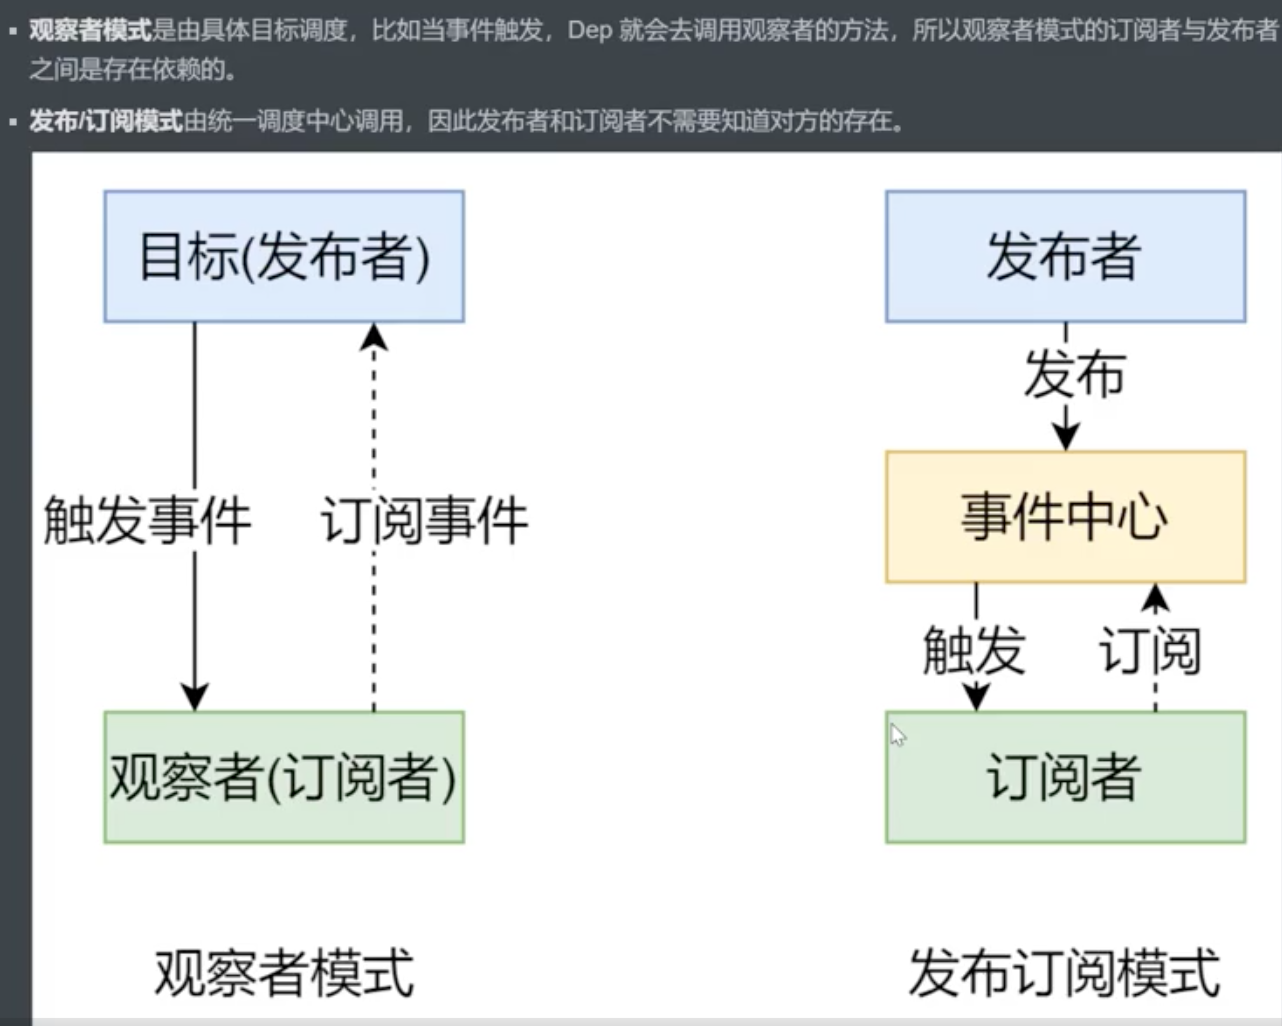 观察者模式是由具体目标调度，比如当事件触发，Dep 就会去调用观察者的方法，所以观察者模式的订阅者与发布者
之间是存在依赖的。
发布/订阅模式由统一调度中心调用，因此发布者和订阅者不需要知道对方的存在。
目标(发布者)
发布者
发布
触发事件
订阅事件
事件中心
触发
订阅
观察者(订阅者)
订阅者
观察者模式
发布订阅模式